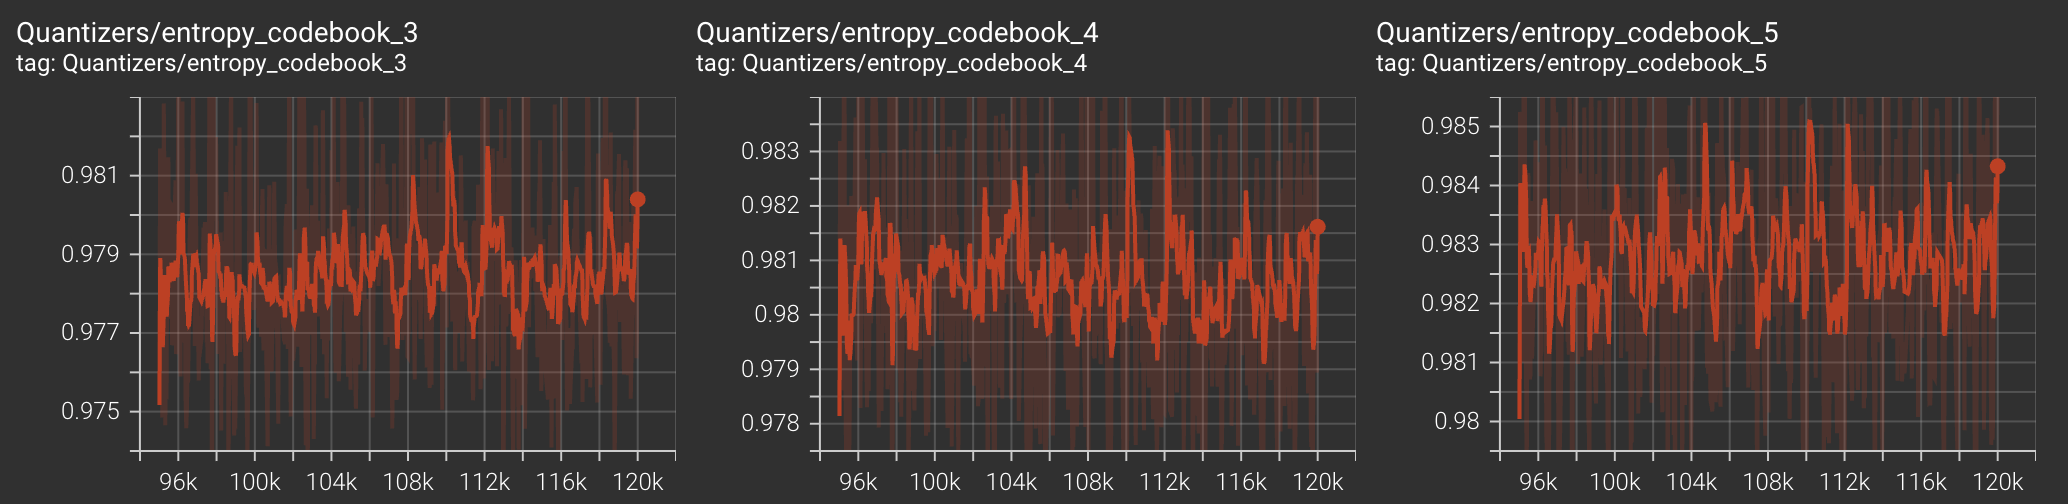 Quantizers/entropy_codebook_3
tag: Quantizers/entropy_codebook_3
0.981
0.979
0.977
0.975
96k 100k 104k 108k 112k 116k 120k
Quantizers/entropy_codebook_4
tag: Quantizers/entropy_codebook_4
0.983
0.982
0.981
0.98
0.979
0.978
96k 100k 104k 108k 112k 116k 120k
Quantizers/entropy_codebook_5
tag: Quantizers/entropy_codebook_5
0.985
0.984
0.983
0.982
0.981
0.98
96k 100k 104k 108k 112k 116k 120k